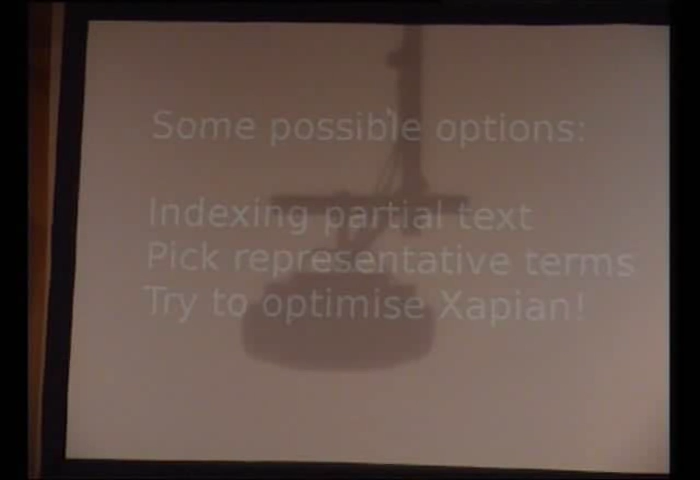 Some possible options:
Indexing partial text
Pick representative terms
Try to optimise Xapian!